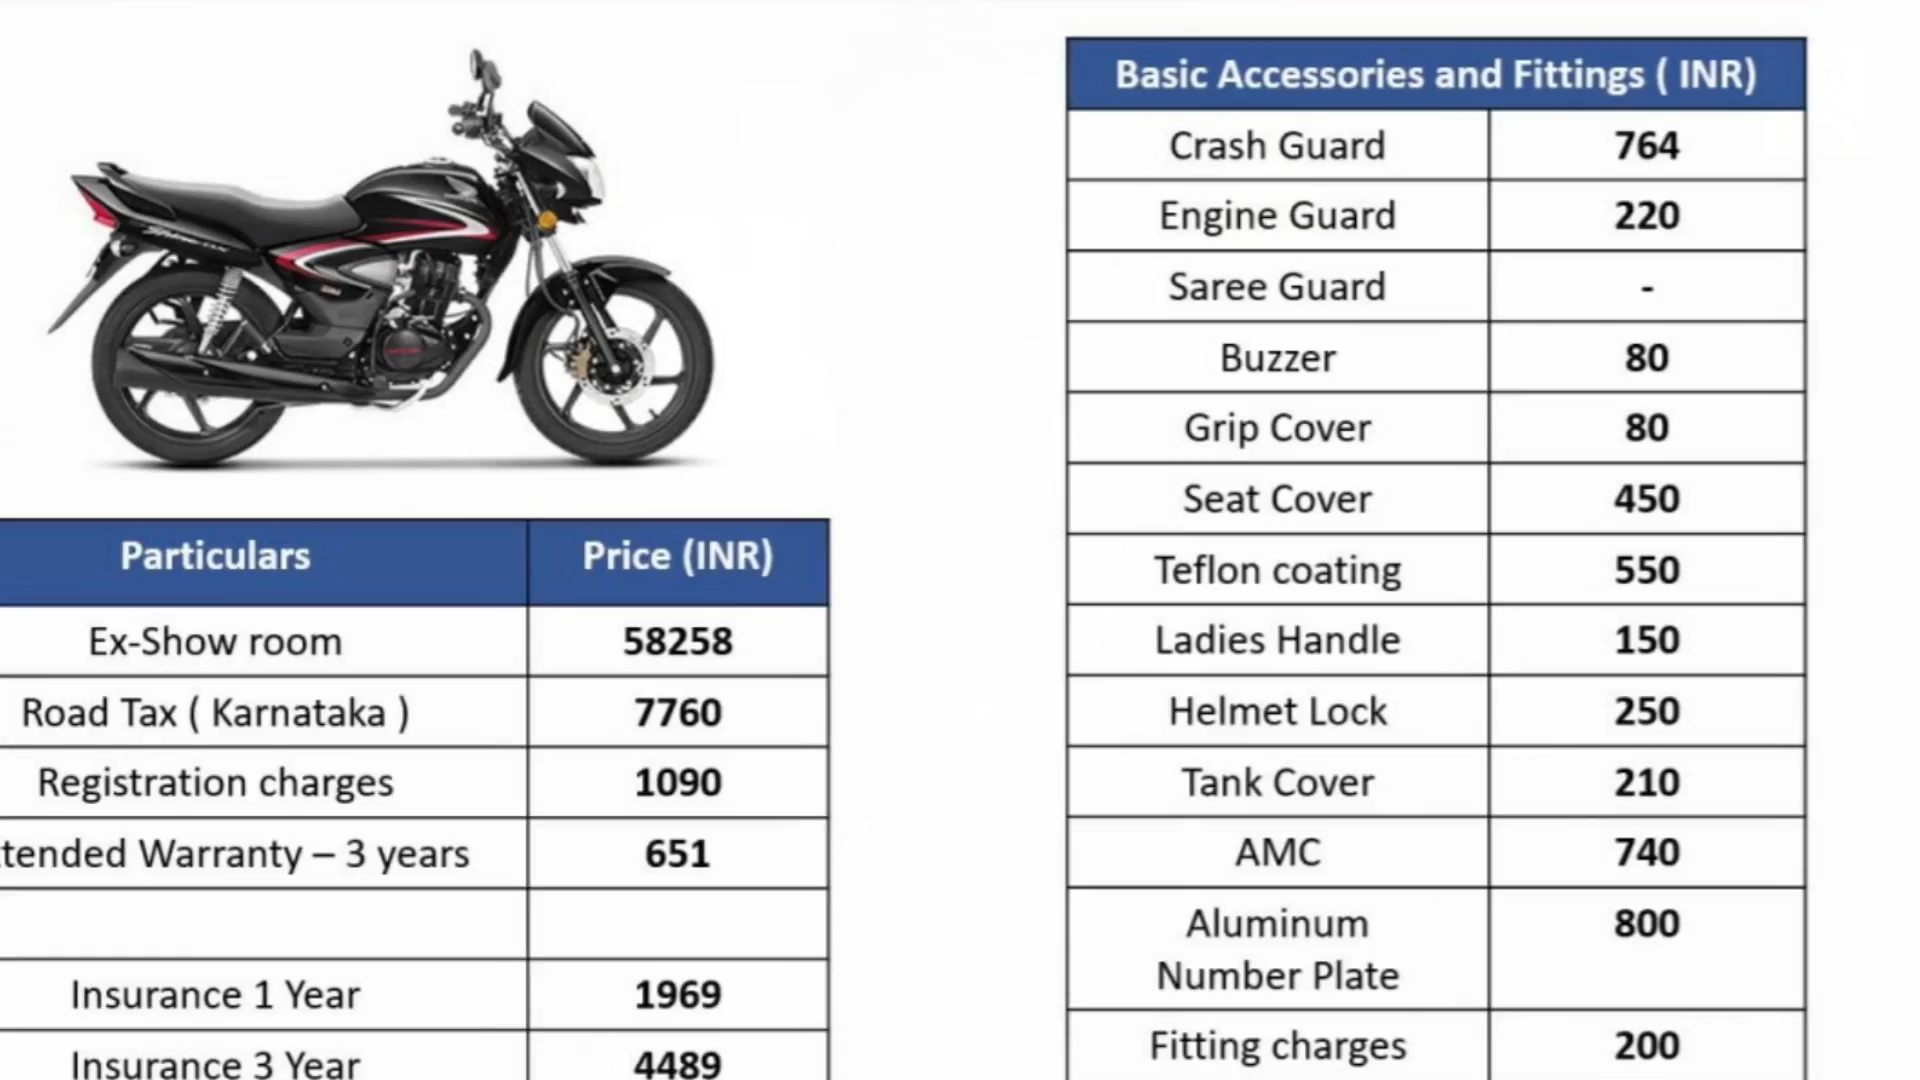 Particulars Price (INR)
Ex-Show room 58258
Road Tax ( Karnataka ) 7760
Registration charges 1090
tended Warranty – 3 years 651
Insurance 1 Year 1969
Insurance 3 Year 4489
Basic Accessories and Fittings ( INR)
Crash Guard 764
Engine Guard 220
Saree Guard -
Buzzer 80
Grip Cover 80
Seat Cover 450
Teflon coating 550
Ladies Handle 150
Helmet Lock 250
Tank Cover 210
AMC 740
Aluminum 800
Number Plate
Fitting charges 200